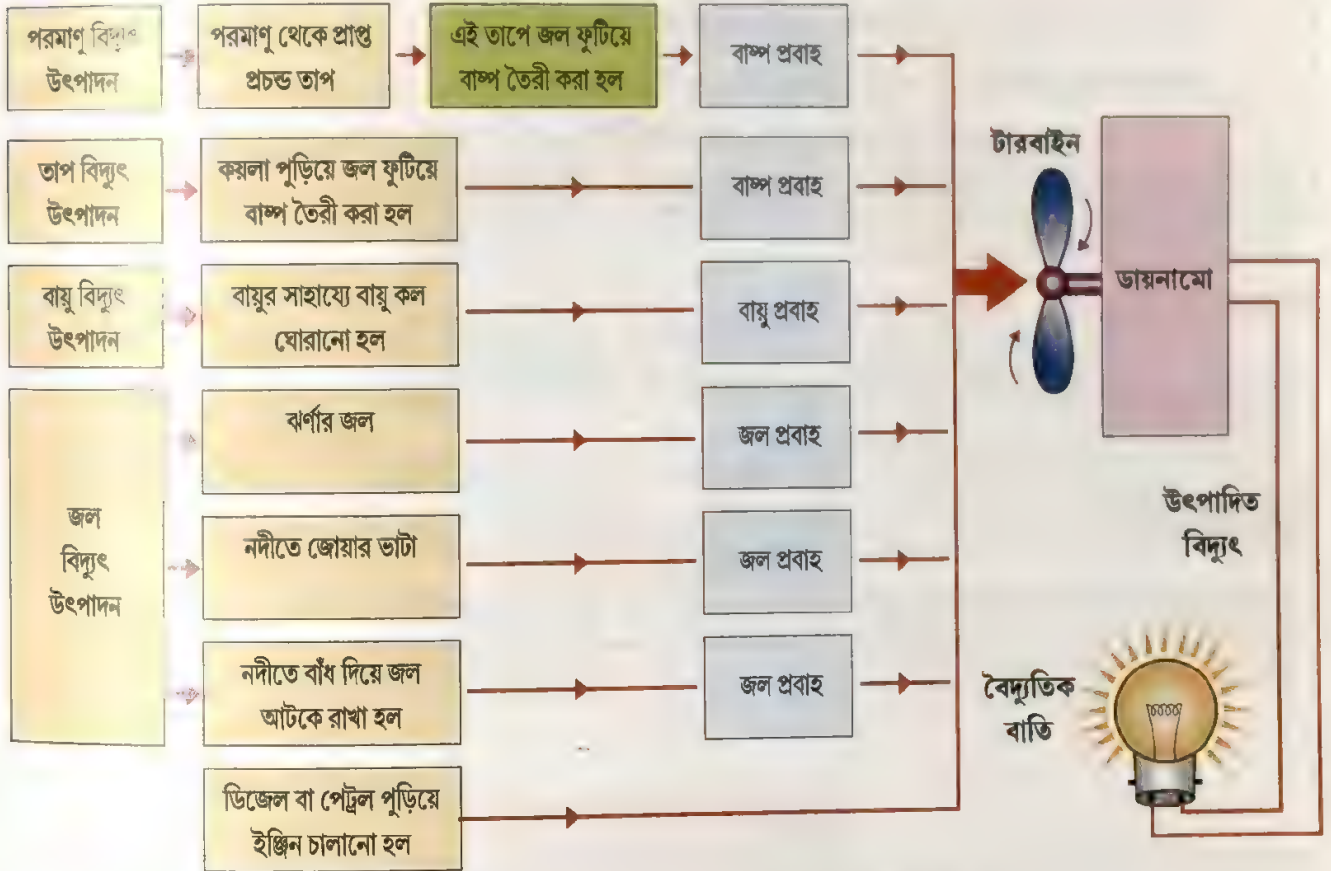 পরমাণু বিদ্যুৎ
উৎপাদন
পরমাণু থেকে প্রাপ্ত
প্রচন্ড তাপ
এই তাপে জল ফুটিয়ে
বাষ্প তৈরী করা হল
বাষ্প প্রবাহ
তাপ বিদ্যুৎ
উৎপাদন
কয়লা পুড়িয়ে জল ফুটিয়ে
বাষ্প তৈরী করা হল
বাষ্প প্রবাহ
বায়ু বিদ্যুৎ
উৎপাদন
বায়ুর সাহায্যে বায়ু কল
ঘোরানো হল
বায়ু প্রবাহ
জল
বিদ্যুৎ
উৎপাদন
ঝর্ণার জল
জল প্রবাহ
নদীতে জোয়ার ভাটা
জল প্রবাহ
নদীতে বাঁধ দিয়ে জল
আটকে রাখা হল
জল প্রবাহ
ডিজেল বা পেট্রল পুড়িয়ে
ইঞ্জিন চালানো হল
টারবাইন
ডায়নামো
উৎপাদিত
বিদ্যুৎ
বৈদ্যুতিক
বাতি